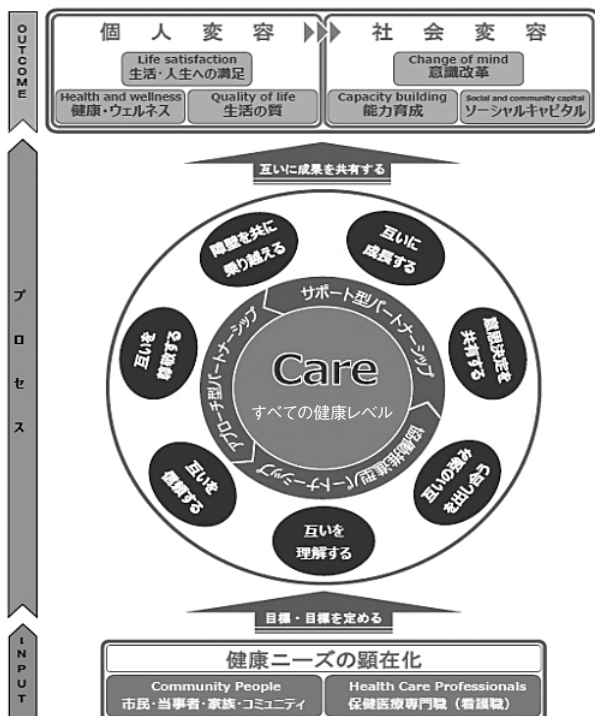 OUTCOME
個人変容
社会変容
Life satisfaction
生活・人生への満足
Change of mind
意識改革
Health and wellness
健康・ウェルネス
Quality of life
生活の質
Capacity building
能力育成
Social and community capital
ソーシャルキャピタル
互いに成果を共有する
プロセス
障壁を共に
乗り越える
互いに
成長する
互いを
尊敬する
意思決定を
共有する
互いを
信頼する
互いの強み
を出し合う
互いを
理解する
サポート型パートナーシップ
アプローチ型パートナーシップ
協働推進型パートナーシップ
Care
すべての健康レベル
目標・目標を定める
INPUT
健康ニーズの顕在化
Community People
市民・当事者・家族・コミュニティ
Health Care Professionals
保健医療専門職（看護職）